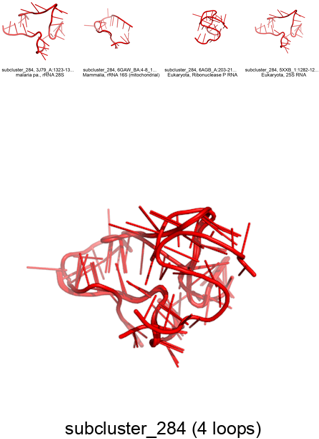 subcluster_284, 3J79_A:1323-13...
malaria pa., rRNA 28S
subcluster_284, 6GAW_BA:4-8_1...
Mammalia, rRNA 16S (mitochondrial)
subcluster_284, 6AGB_A:203-21...
Eukaryota, Ribonuclease P RNA
subcluster_284, 5XXB_1:1282-12...
Eukaryota, 25S RNA
subcluster_284 (4 loops)